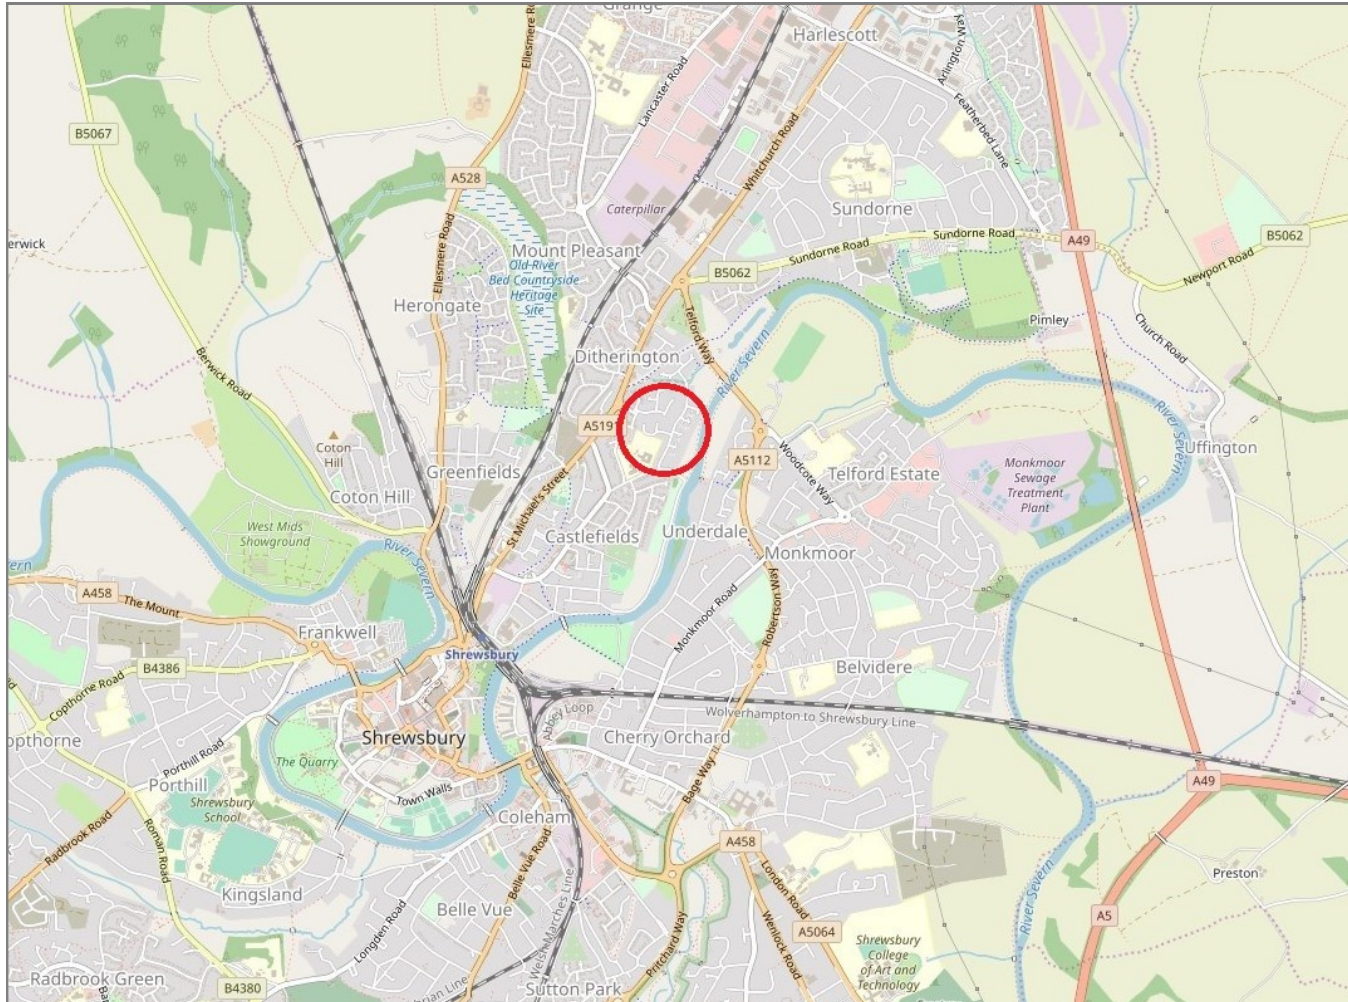 Grange
Ellesmere Ro
Harlescott
Arlington Way
Way
Lancaster Road
B5067
Featherbed Lane
Whitchurch Road
A528
Caterpillar
Sundorne
Ellesmere Road
Sundorne Road
Sundorne Road
A49
B5062
erwick
Mount Pleasant
Old River
Bed Countryside
Heritage
Site
B5062
Newport Road
Herongate
Telford Way
Pimley
Church Road
Berwick Road
Ditherington
River Severn
A5191
Coton
Hill
Greenfields
A5112
Woodcote Way
Telford Estate
Monkmoor
Sewage
Treatment
Plant
River Severn
Uffington
Coton Hill
St Michael's Street
West Mids
Showground
River Severn
Castlefields
Underdale
Monkmoor
ern
A458
The Mount
Frankwell
Monkmoor Road
Robertson Way
Shrewsbury
B4386
Copthorne Road
Belvidere
Abbey Loop
Wolverhampton to Shrewsbury Line
opthorne
Shrewsbury
Cherry Orchard
The Quarry
Porthill Road
Porthill
Town Walls
Bage Way
A49
Shrewsbury
School
Coleham
Radbrook Road
Roman Road
A458
London Road
River Severn
Preston
Kingsland
Belle Vue Road
Belle Vue
Longden Road
Welsh Marches Line
A5
A5064
Wenlock Road
Pritchard Way
Shrewsbury
College
of Art and
Technology
Radbrook Green
B4380
brian Line
Sutton Park